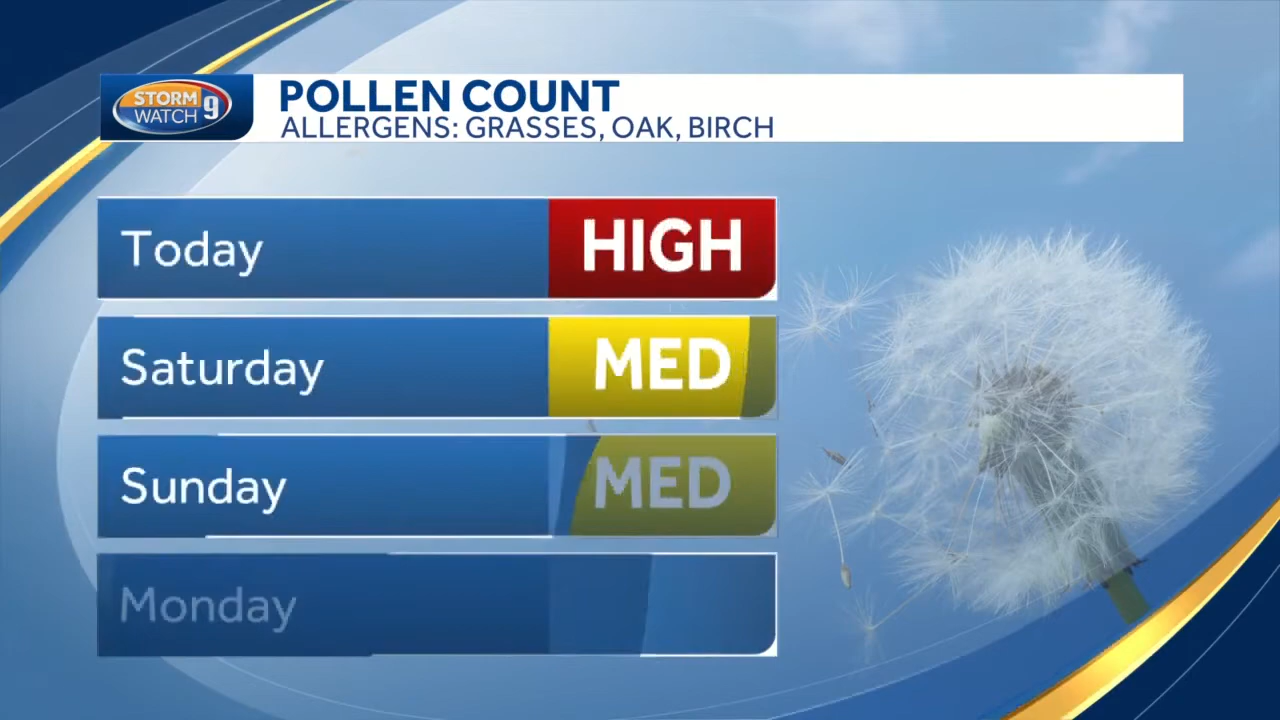 STORM
WATCH 9
POLLEN COUNT
ALLERGENS: GRASSES, OAK, BIRCH
Today HIGH
Saturday MED
Sunday MED
Monday